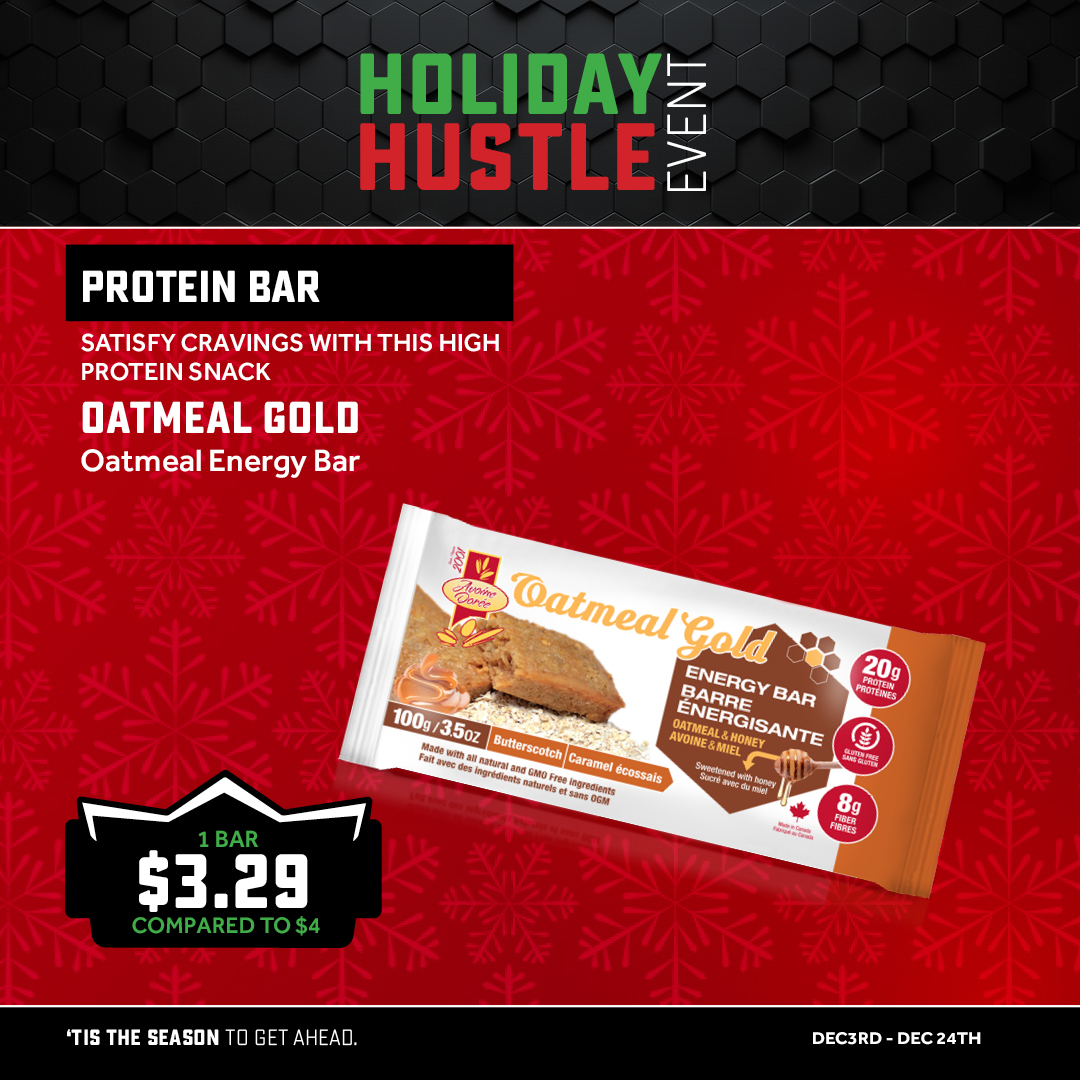 HOLIDAY
HUSTLE
EVENT
PROTEIN BAR
SATISFY CRAVINGS WITH THIS HIGH
PROTEIN SNACK
OATMEAL GOLD
Oatmeal Energy Bar
2001
Avoine
Dorée
Oatmeal Gold
ENERGY BAR
BARRE
ÉNERGISANTE
OATMEAL & HONEY
AVOINE & MIEL
Sweetened with honey
Sucré avec du miel
20g
PROTEIN
PROTÉINES
GLUTEN FREE
SANS GLUTEN
8g
FIBER
FIBRES
100g / 3.5OZ
Butterscotch
Caramel écossais
Made with all natural and GMO Free ingredients
Fait avec des ingrédients naturels et sans OGM
Made in Canada
Fabriqué au Canada
1 BAR
$3.29
COMPARED TO $4
'TIS THE SEASON TO GET AHEAD.
DEC3RD - DEC 24TH